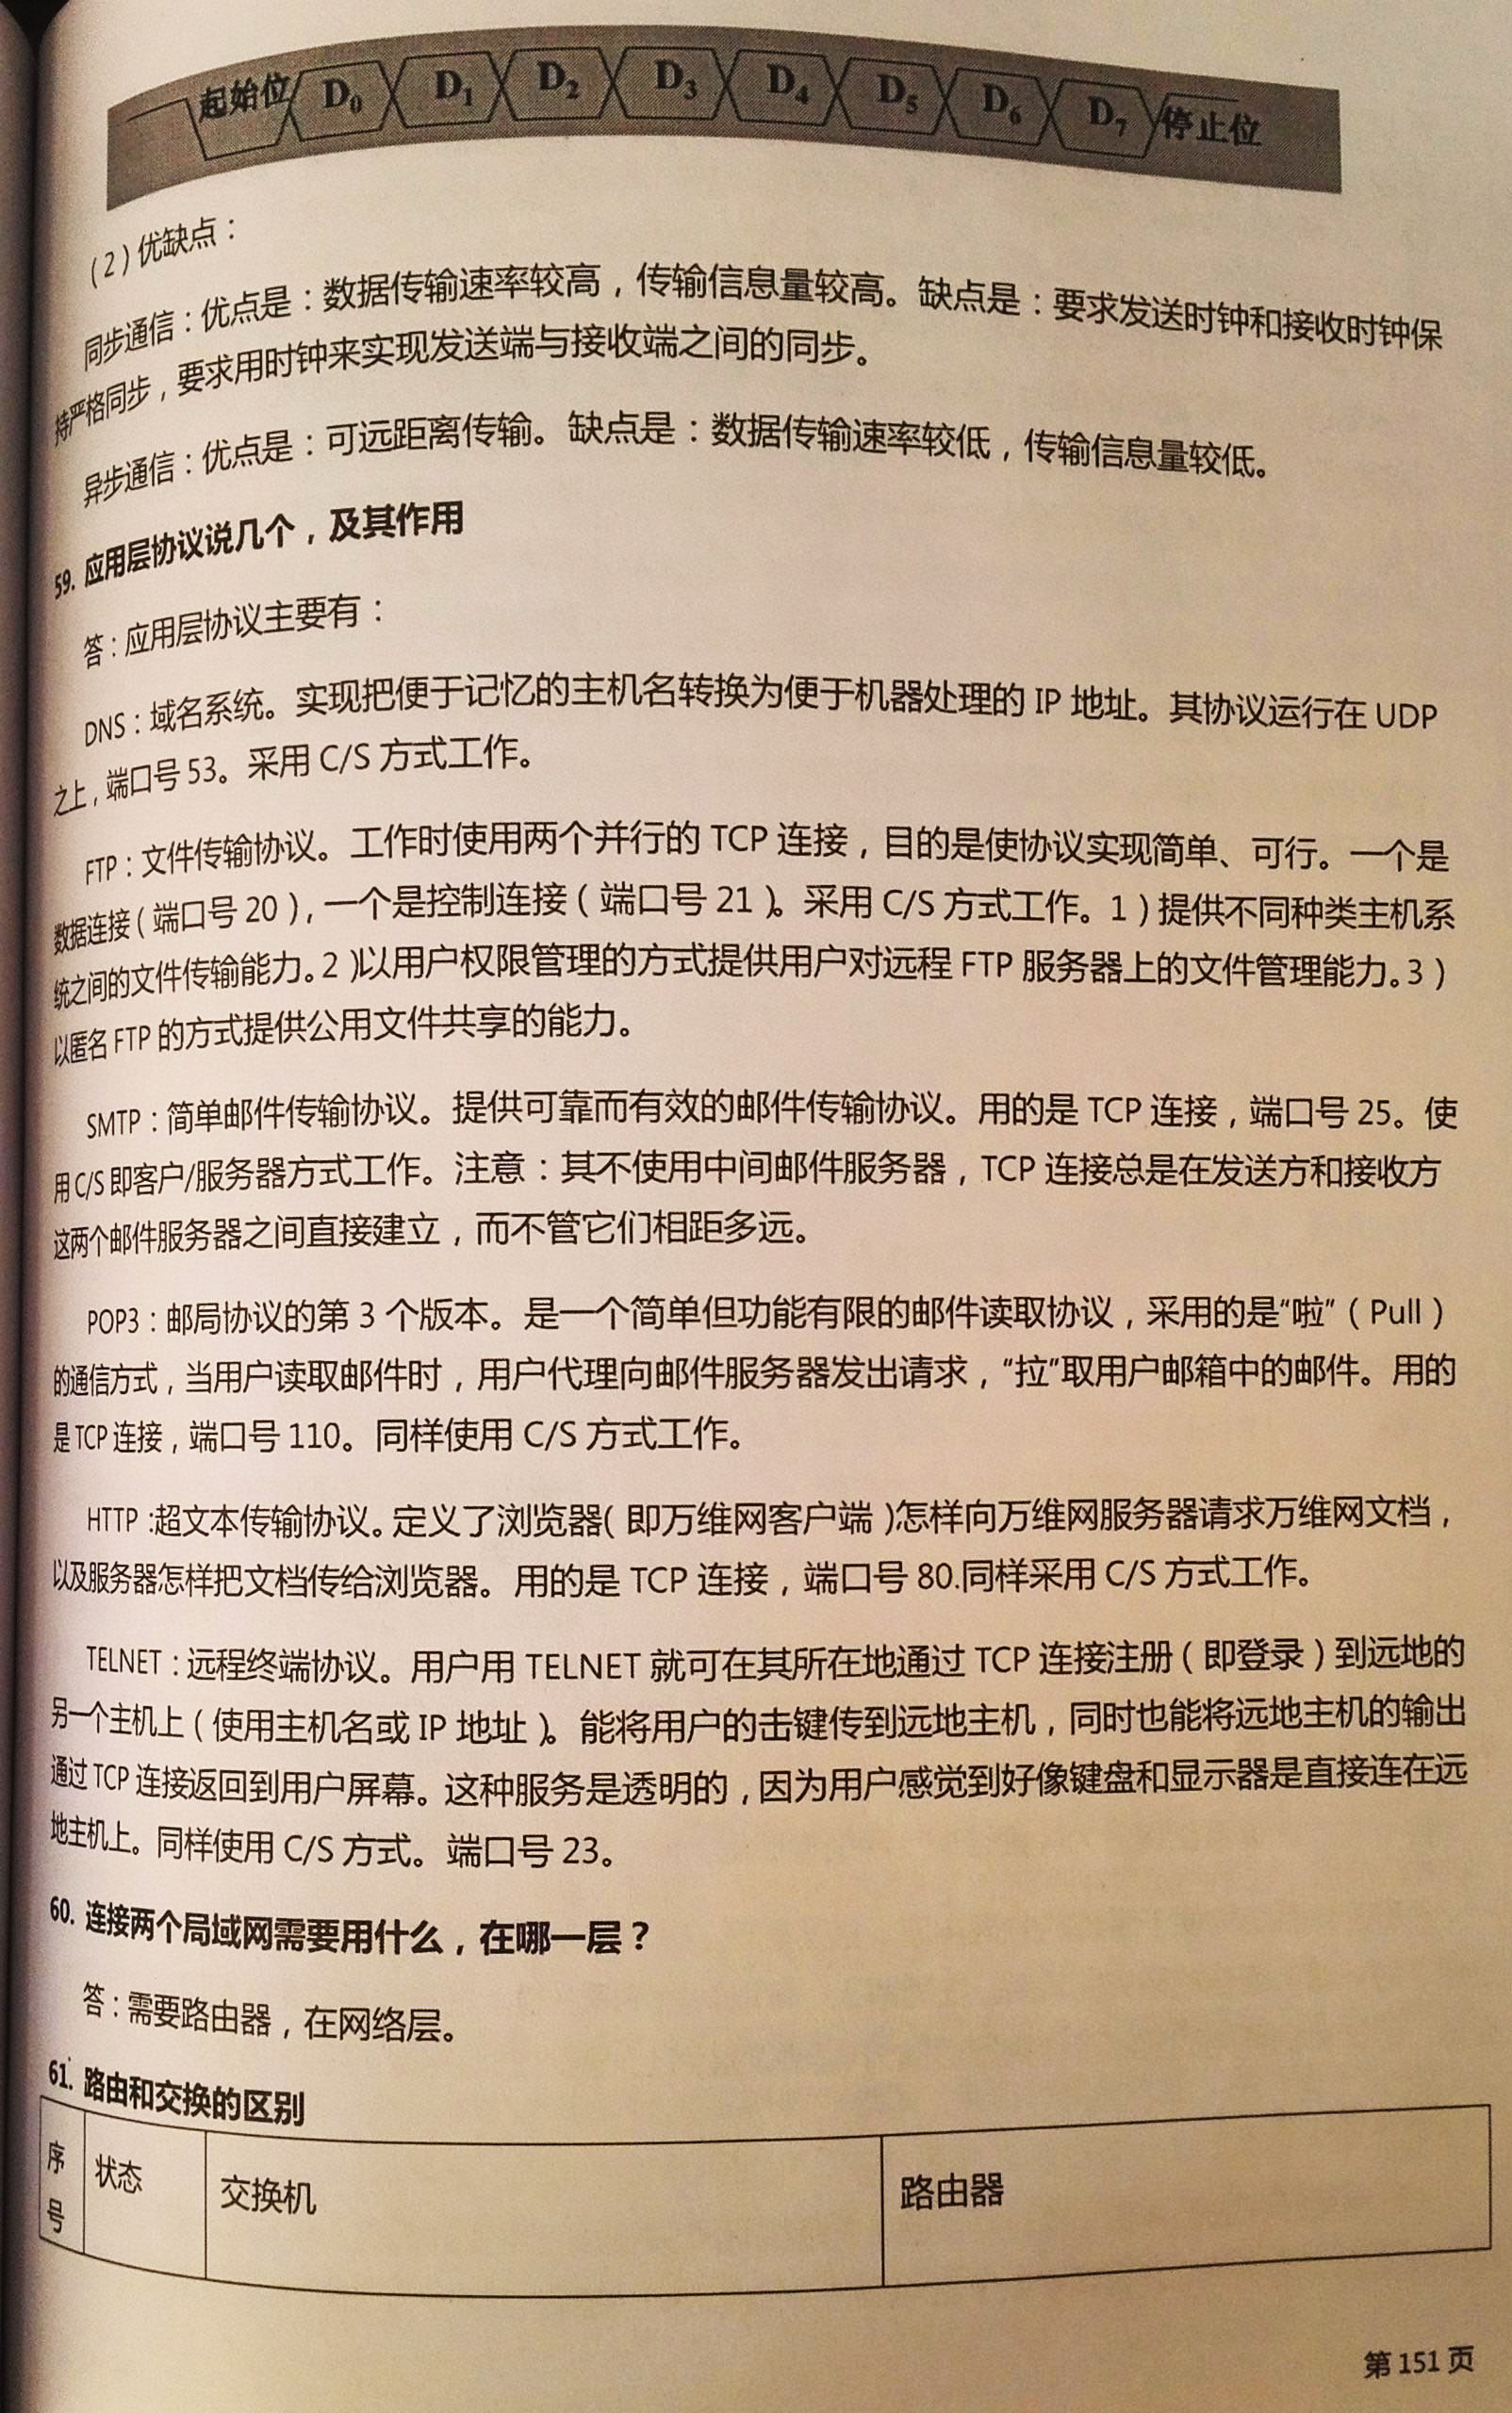 起始位 D0 D1 D2 D3 D4 D5 D6 D7 停止位
（2）优缺点：
同步通信：优点是：数据传输速率较高，传输信息量较高。缺点是：要求发送时钟和接收时钟保
持严格同步，要求用时钟来实现发送端与接收端之间的同步。
异步通信：优点是：可远距离传输。缺点是：数据传输速率较低，传输信息量较低。
59. 应用层协议说几个，及其作用
答：应用层协议主要有：
DNS：域名系统。实现把便于记忆的主机名转换为便于机器处理的 IP 地址。其协议运行在 UDP
之上，端口号 53。采用 C/S 方式工作。
FTP：文件传输协议。工作时使用两个并行的 TCP 连接，目的是使协议实现简单、可行。一个是
数据连接（端口号 20），一个是控制连接（端口号 21）。采用 C/S 方式工作。1）提供不同种类主机系
统之间的文件传输能力。2）以用户权限管理的方式提供用户对远程 FTP 服务器上的文件管理能力。3）
以匿名 FTP 的方式提供公用文件共享的能力。
SMTP：简单邮件传输协议。提供可靠而有效的邮件传输协议。用的是 TCP 连接，端口号 25。使
用 C/S 即客户/服务器方式工作。注意：其不使用中间邮件服务器，TCP 连接总是在发送方和接收方
这两个邮件服务器之间直接建立，而不管它们相距多远。
POP3：邮局协议的第 3 个版本。是一个简单但功能有限的邮件读取协议，采用的是“啦”（Pull）
的通信方式，当用户读取邮件时，用户代理向邮件服务器发出请求，“拉”取用户邮箱中的邮件。用的
是 TCP 连接，端口号 110。同样使用 C/S 方式工作。
HTTP：超文本传输协议。定义了浏览器（即万维网客户端）怎样向万维网服务器请求万维网文档，
以及服务器怎样把文档传给浏览器。用的是 TCP 连接，端口号 80.同样采用 C/S 方式工作。
TELNET：远程终端协议。用户用 TELNET 就可在其所在地通过 TCP 连接注册（即登录）到远地的
另一个主机上（使用主机名或 IP 地址）。能将用户的击键传到远地主机，同时也能将远地主机的输出
通过 TCP 连接返回到用户屏幕。这种服务是透明的，因为用户感觉到好像键盘和显示器是直接连在远
地主机上。同样使用 C/S 方式。端口号 23。
60. 连接两个局域网需要用什么，在哪一层？
答：需要路由器，在网络层。
61. 路由和交换的区别
序号 状态 交换机 路由器
第 151 页